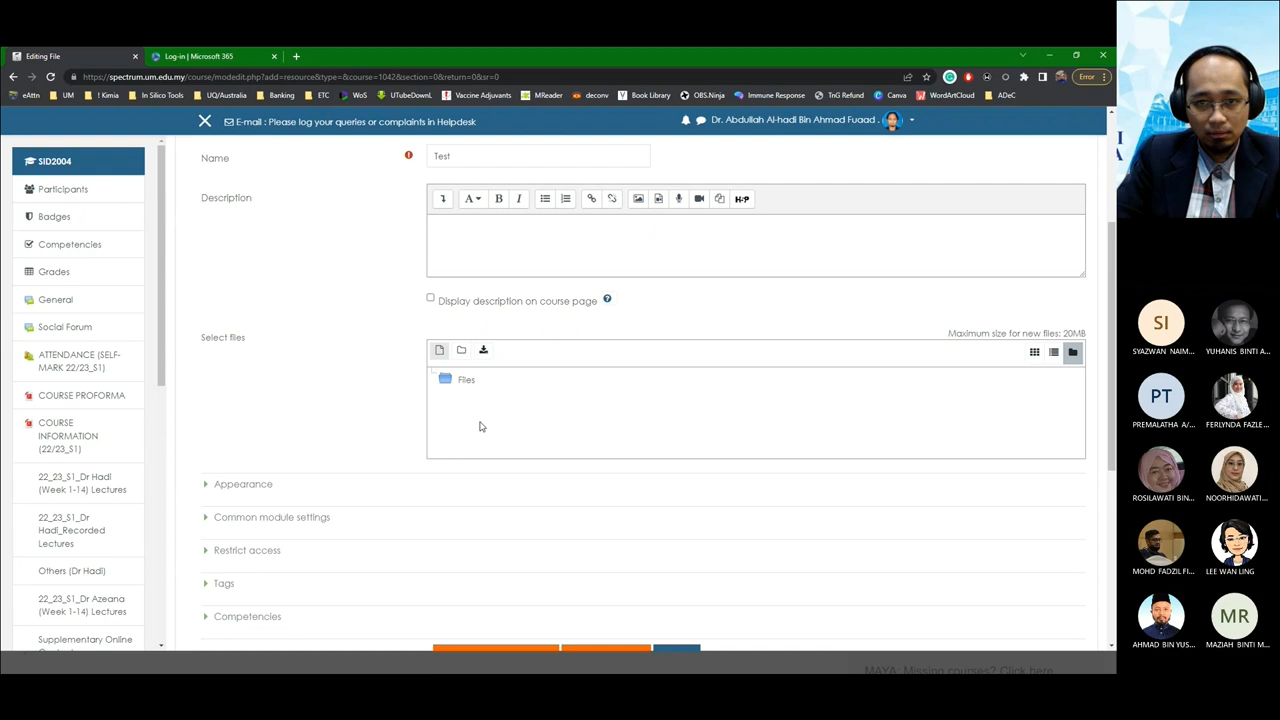 Editing File
Log-in | Microsoft 365
https://spectrum.um.edu.my/course/modedit.php?add=resource&type=&course=1042&section=0&return=0&sr=0
Error
eAttn
UM
! Kimia
In Silico Tools
UQ/Australia
Banking
ETC
WoS
UTubeDownL
Vaccine Adjuvants
MReader
deconv
Book Library
OBS.Ninja
Immune Response
TnG Refund
Canva
WordArtCloud
ADeC
E-mail : Please log your queries or complaints in Helpdesk
Dr. Abdullah Al-hadi Bin Ahmad Fuaad .
SID2004
Participants
Badges
Competencies
Grades
General
Social Forum
ATTENDANCE (SELF-
MARK 22/23_S1)
COURSE PROFORMA
COURSE
INFORMATION
(22/23_S1)
22_23_S1_Dr Hadi
(Week 1-14) Lectures
22_23_S1_Dr
Hadi_Recorded
Lectures
Others (Dr Hadi)
22_23_S1_Dr Azeana
(Week 1-14) Lectures
Supplementary Online
Name
Test
Description
A
B
I
H5P
Display description on course page
Select files
Maximum size for new files: 20MB
Files
Appearance
Common module settings
Restrict access
Tags
Competencies
MAYA: Missing courses? Click here
SI
SYAZWAN NAIM...
YUHANIS BINTI A...
PT
PREMALATHA A/...
FERLYNDA FAZLE...
ROSILAWATI BIN...
NOORHIDAWATI...
MOHD FADZIL FI...
LEE WAN LING
AHMAD BIN YUS...
MR
MAZIAH BINTI M...